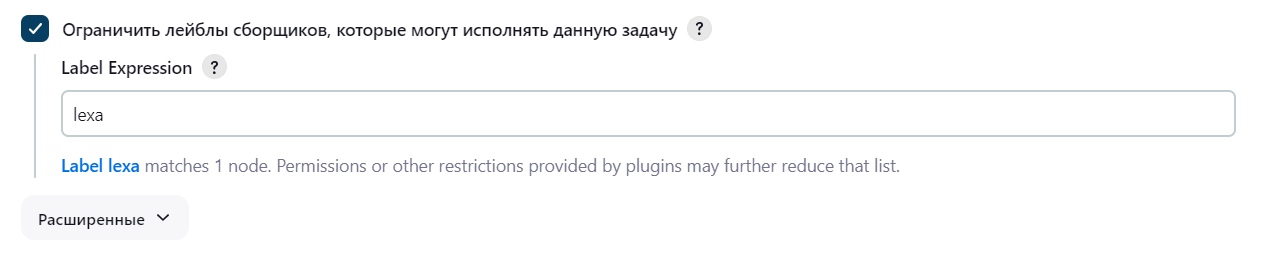 Ограничить лейблы сборщиков, которые могут исполнять данную задачу ?
Label Expression ?
lexa
Label lexa matches 1 node. Permissions or other restrictions provided by plugins may further reduce that list.
Расширенные